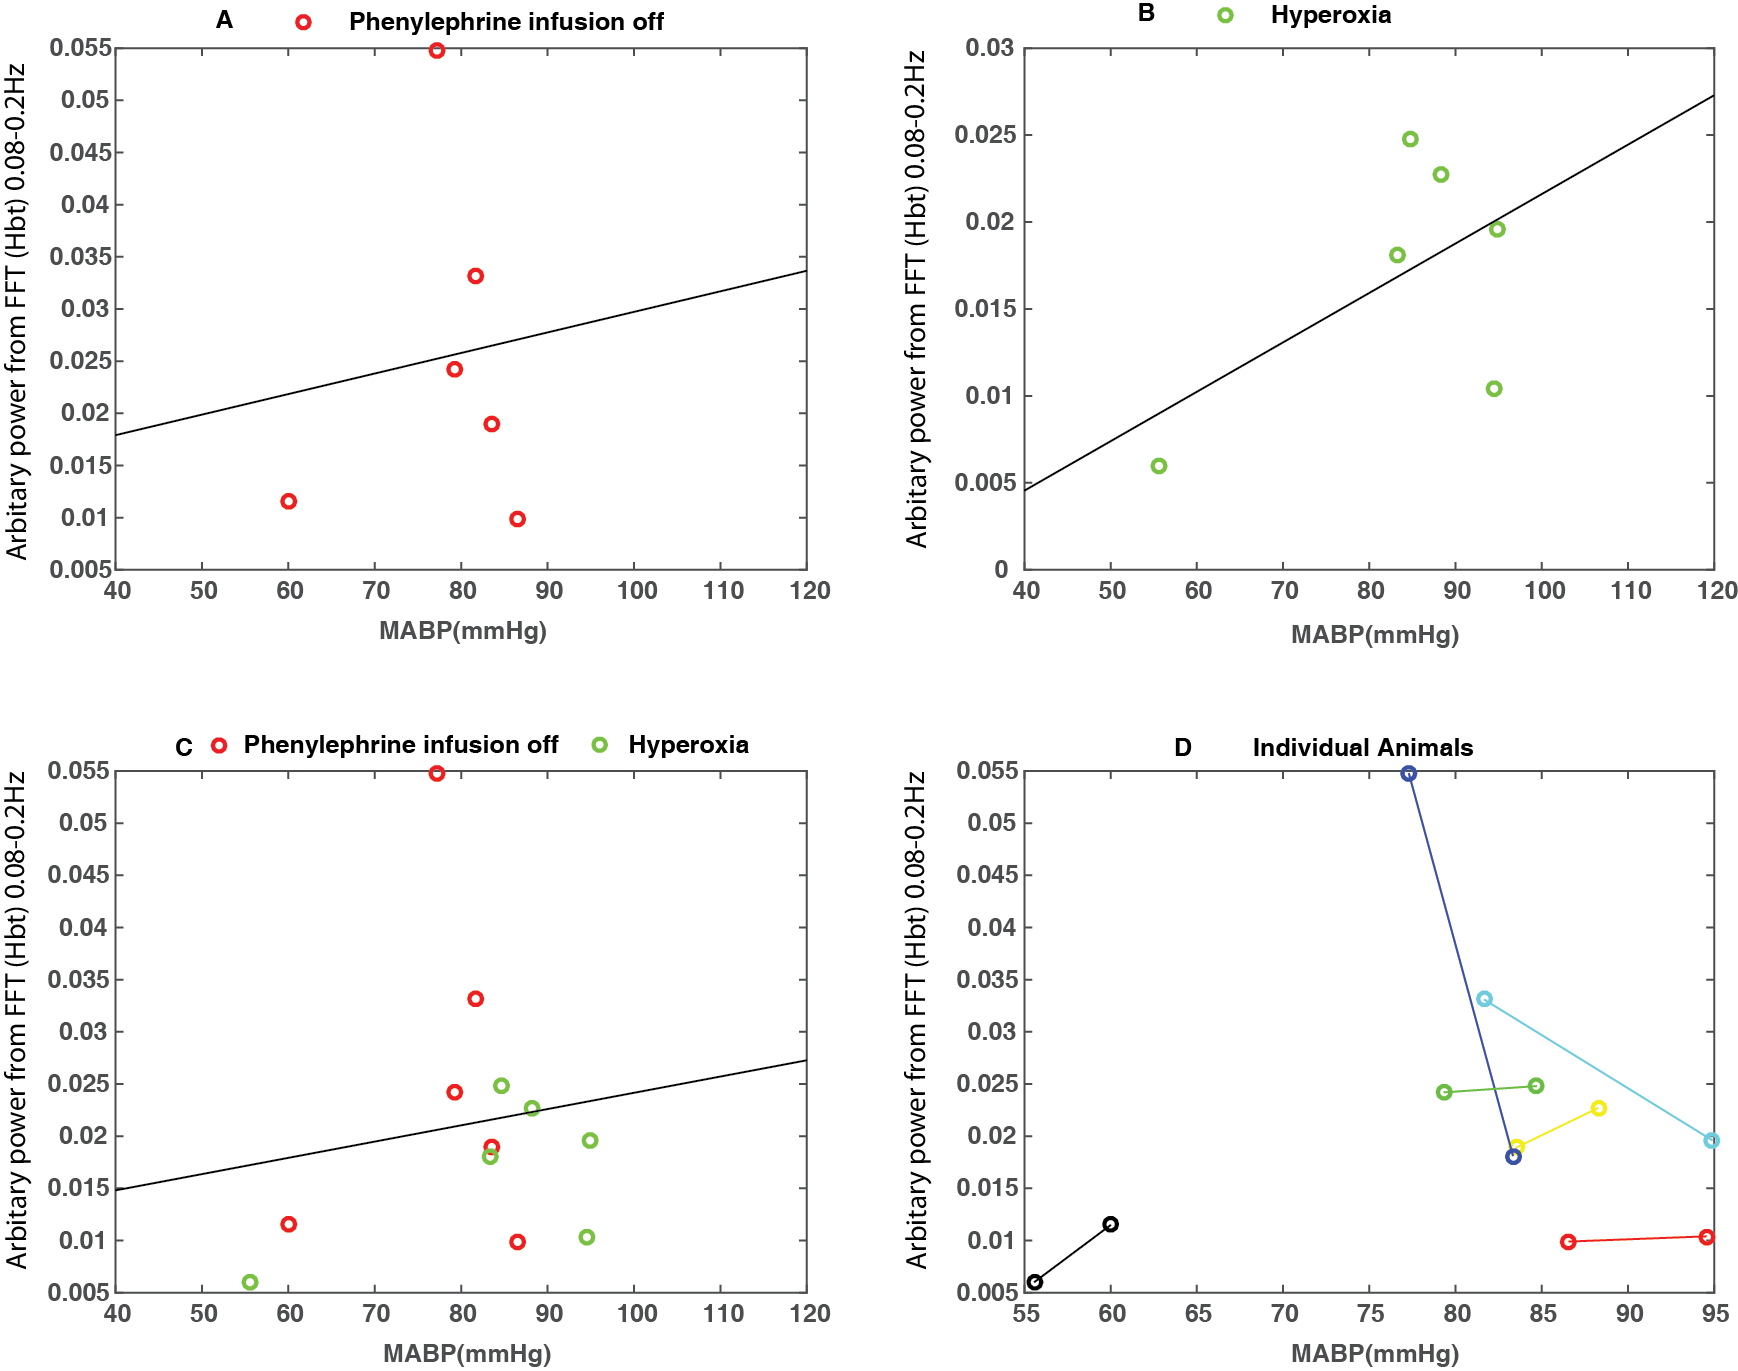 A Phenylephrine infusion off
Arbitary power from FFT (Hbt) 0.08-0.2Hz
0.055
0.05
0.045
0.04
0.035
0.03
0.025
0.02
0.015
0.01
0.005
40 50 60 70 80 90 100 110 120
MABP(mmHg)
B Hyperoxia
Arbitary power from FFT (Hbt) 0.08-0.2Hz
0.03
0.025
0.02
0.015
0.01
0.005
0
40 50 60 70 80 90 100 110 120
MABP(mmHg)
C Phenylephrine infusion off Hyperoxia
Arbitary power from FFT (Hbt) 0.08-0.2Hz
0.055
0.05
0.045
0.04
0.035
0.03
0.025
0.02
0.015
0.01
0.005
40 50 60 70 80 90 100 110 120
MABP(mmHg)
D Individual Animals
Arbitary power from FFT (Hbt) 0.08-0.2Hz
0.055
0.05
0.045
0.04
0.035
0.03
0.025
0.02
0.015
0.01
0.005
55 60 65 70 75 80 85 90 95
MABP(mmHg)